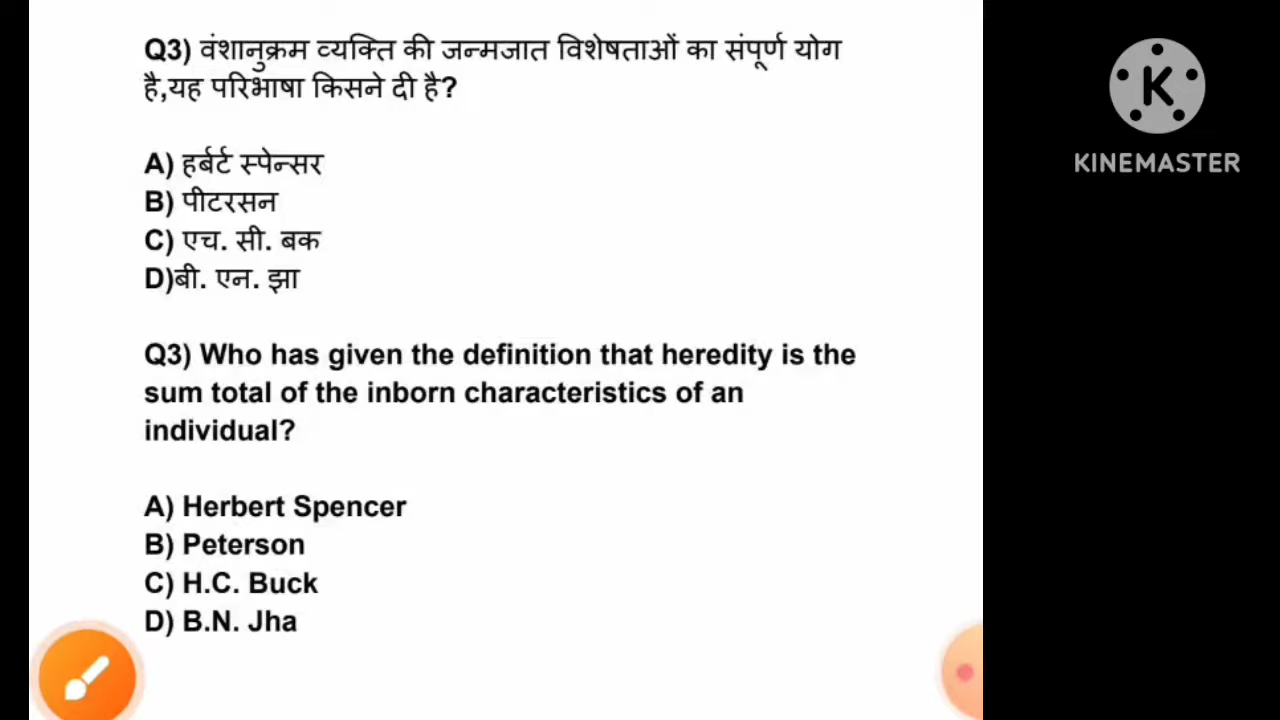 Q3) वंशानुक्रम व्यक्ति की जन्मजात विशेषताओं का संपूर्ण योग
है,यह परिभाषा किसने दी है?
A) हर्बर्ट स्पेन्सर
B) पीटरसन
C) एच. सी. बक
D)बी. एन. झा
Q3) Who has given the definition that heredity is the
sum total of the inborn characteristics of an
individual?
A) Herbert Spencer
B) Peterson
C) H.C. Buck
D) B.N. Jha
K
KINEMASTER